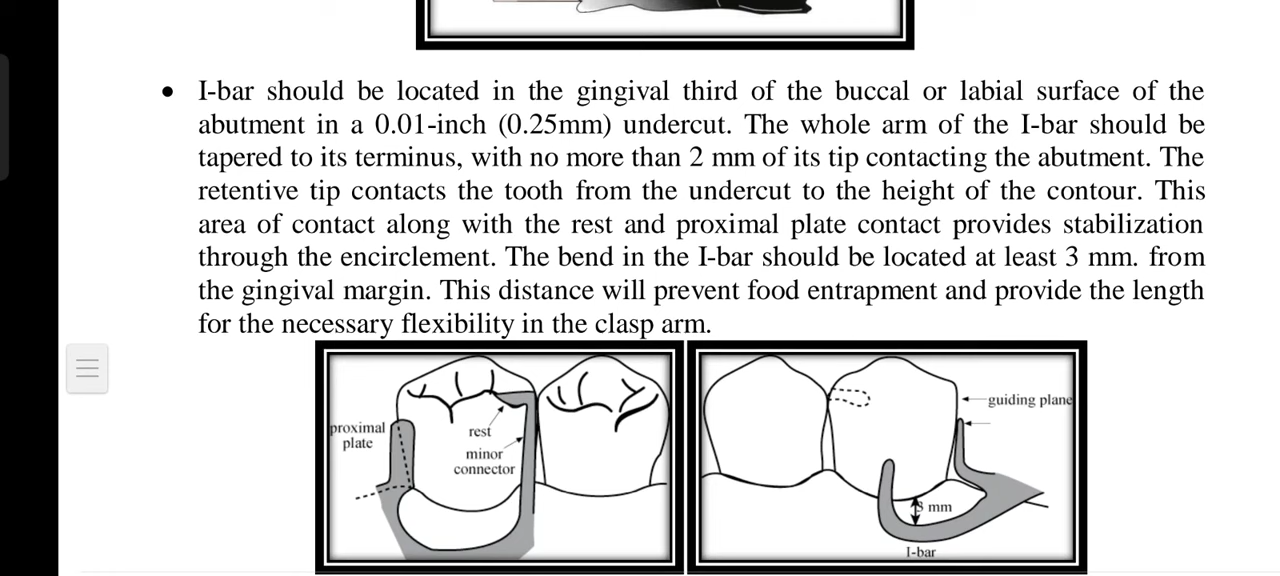 • I-bar should be located in the gingival third of the buccal or labial surface of the
abutment in a 0.01-inch (0.25mm) undercut. The whole arm of the I-bar should be
tapered to its terminus, with no more than 2 mm of its tip contacting the abutment. The
retentive tip contacts the tooth from the undercut to the height of the contour. This
area of contact along with the rest and proximal plate contact provides stabilization
through the encirclement. The bend in the I-bar should be located at least 3 mm. from
the gingival margin. This distance will prevent food entrapment and provide the length
for the necessary flexibility in the clasp arm.
proximal
plate
rest
minor
connector
guiding plane
3 mm
I-bar